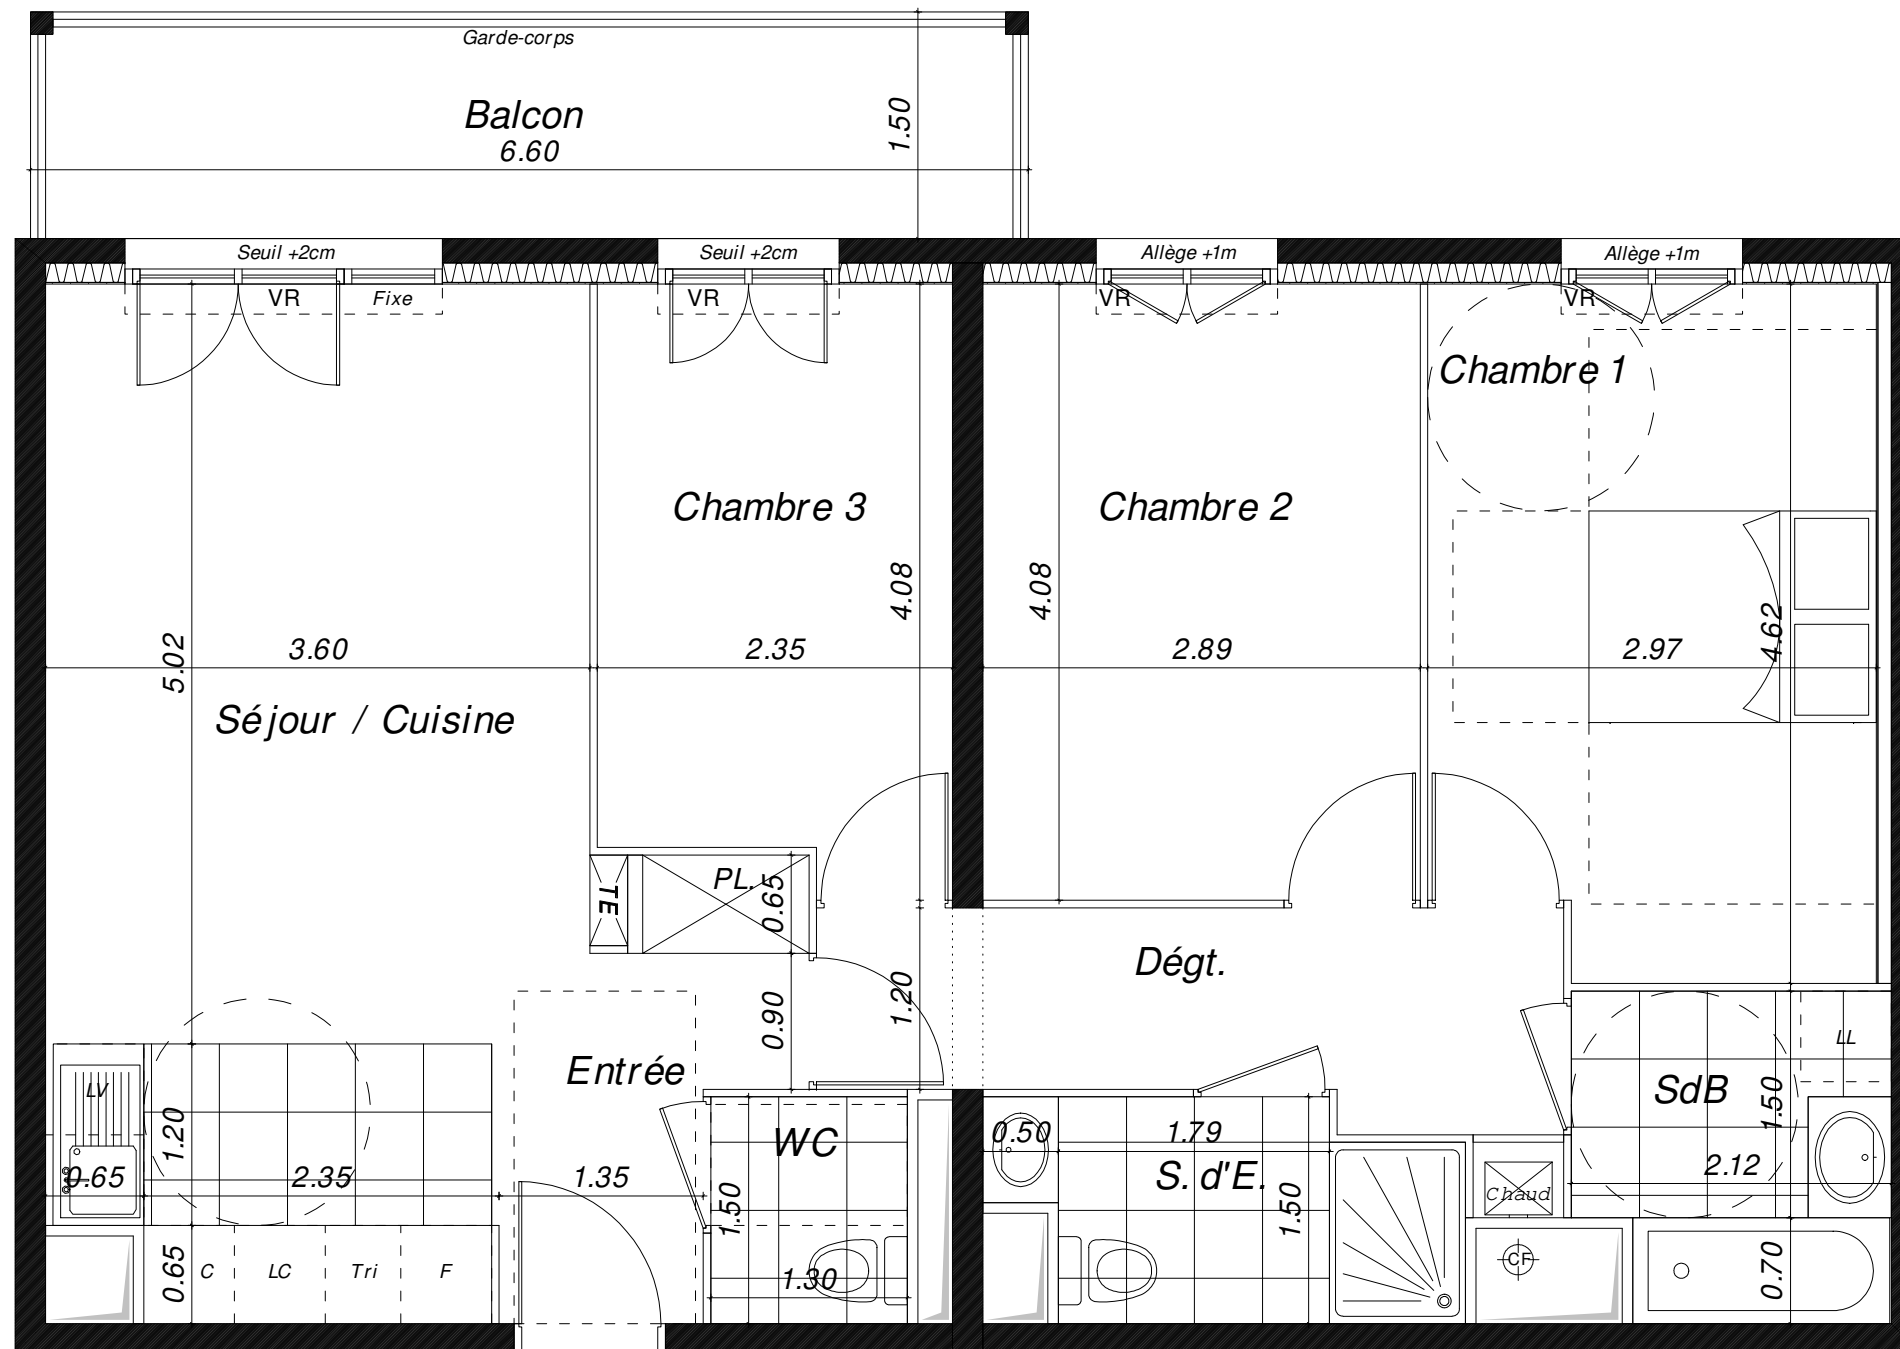 Garde-corps
Balcon
6.60
1.50
Seuil +2cm
Seuil +2cm
Allège +1m
Allège +1m
VR
Fixe
VR
VR
VR
Chambre 1
Chambre 3
Chambre 2
4.08
4.08
5.02
3.60
2.35
2.89
2.97
4.62
Séjour / Cuisine
TE
PL.
0.65
Dégt.
0.90
1.20
Entrée
LV
LL
SdB
1.50
1.20
WC
0.50
1.79
0.65
2.35
1.35
S. d'E.
2.12
1.50
1.50
Chaud
C
LC
Tri
F
0.65
1.30
CF
0.70